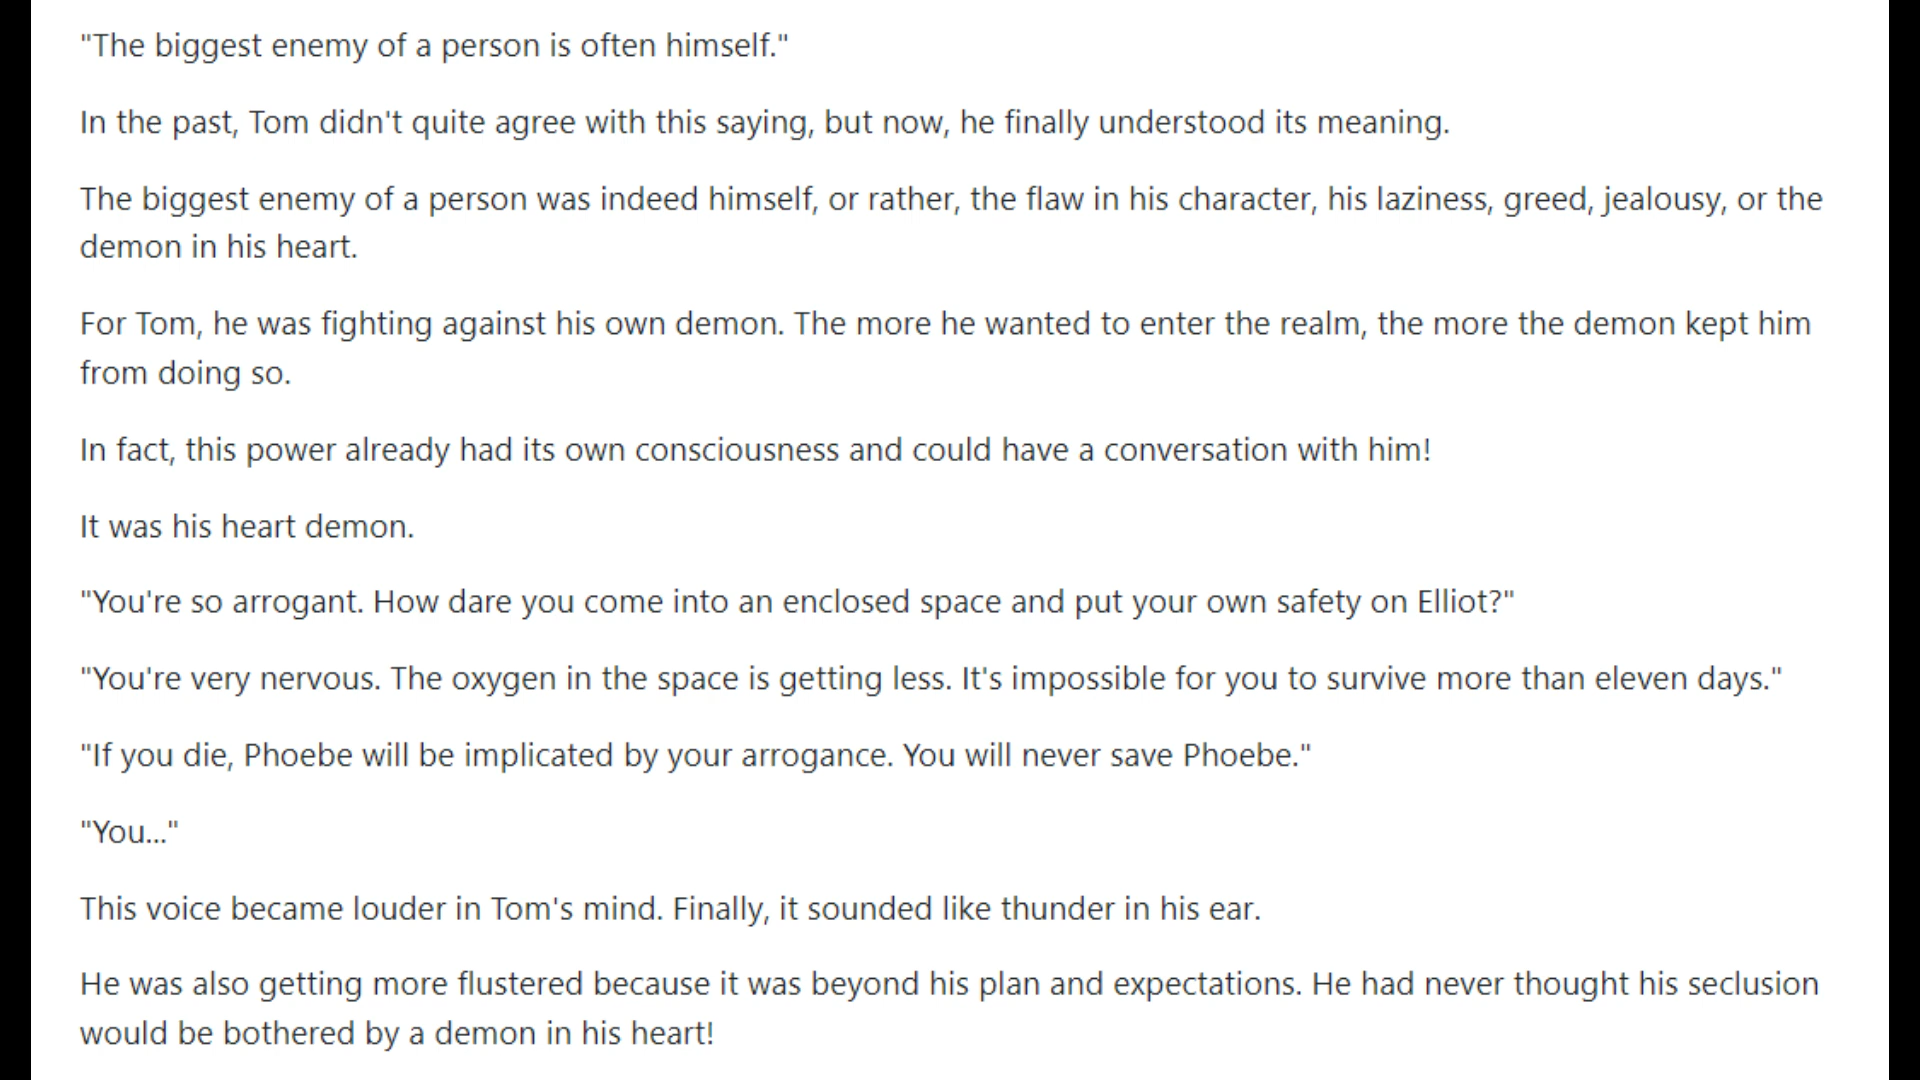 "The biggest enemy of a person is often himself."
In the past, Tom didn't quite agree with this saying, but now, he finally understood its meaning.
The biggest enemy of a person was indeed himself, or rather, the flaw in his character, his laziness, greed, jealousy, or the
demon in his heart.
For Tom, he was fighting against his own demon. The more he wanted to enter the realm, the more the demon kept him
from doing so.
In fact, this power already had its own consciousness and could have a conversation with him!
It was his heart demon.
"You're so arrogant. How dare you come into an enclosed space and put your own safety on Elliot?"
"You're very nervous. The oxygen in the space is getting less. It's impossible for you to survive more than eleven days."
"If you die, Phoebe will be implicated by your arrogance. You will never save Phoebe."
"You..."
This voice became louder in Tom's mind. Finally, it sounded like thunder in his ear.
He was also getting more flustered because it was beyond his plan and expectations. He had never thought his seclusion
would be bothered by a demon in his heart!